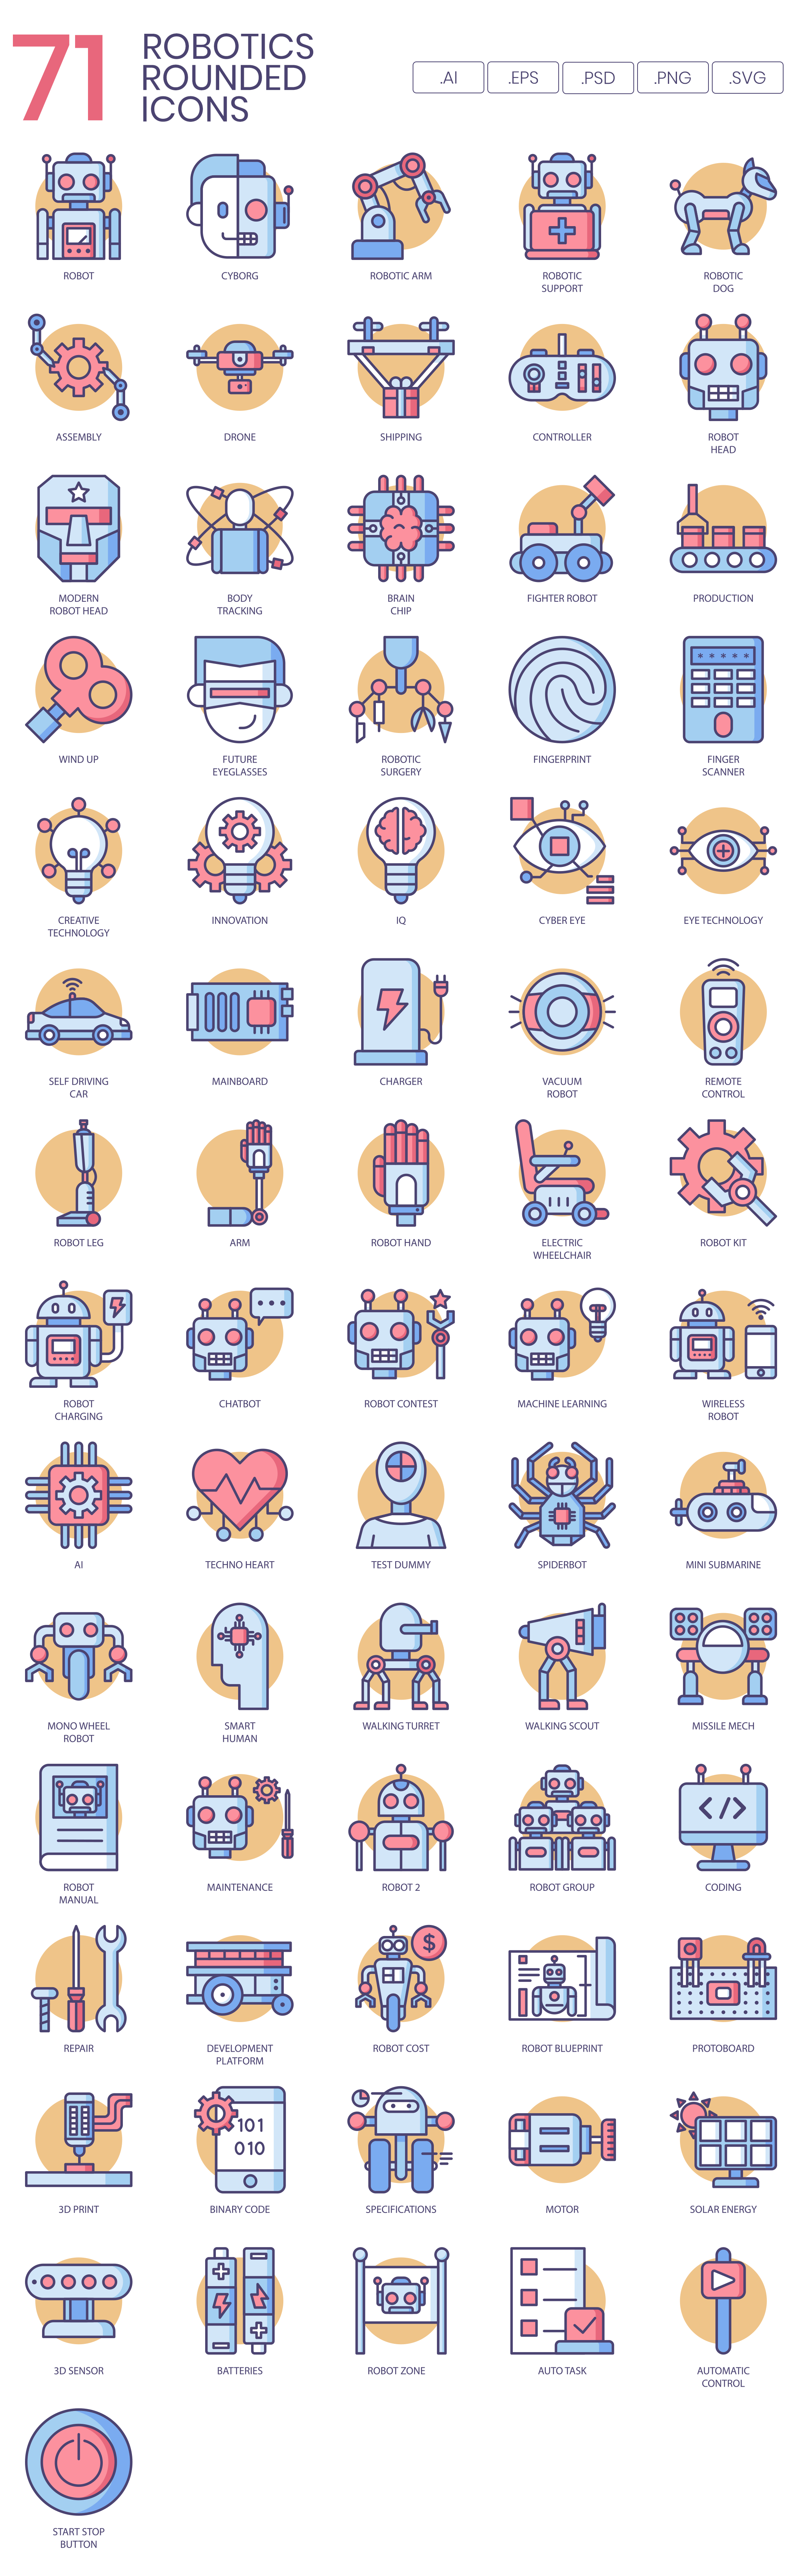 71
ROBOTICS
ROUNDED
ICONS
.AI .EPS .PSD .PNG .SVG
ROBOT
CYBORG
ROBOTIC ARM
ROBOTIC
SUPPORT
ROBOTIC
DOG
ASSEMBLY
DRONE
SHIPPING
CONTROLLER
ROBOT
HEAD
MODERN
ROBOT HEAD
BODY
TRACKING
BRAIN
CHIP
FIGHTER ROBOT
PRODUCTION
* * * * *
WIND UP
FUTURE
EYEGLASSES
ROBOTIC
SURGERY
FINGERPRINT
FINGER
SCANNER
CREATIVE
TECHNOLOGY
INNOVATION
IQ
CYBER EYE
EYE TECHNOLOGY
SELF DRIVING
CAR
MAINBOARD
CHARGER
VACUUM
ROBOT
REMOTE
CONTROL
ROBOT LEG
ARM
ROBOT HAND
ELECTRIC
WHEELCHAIR
ROBOT KIT
ROBOT
CHARGING
CHATBOT
ROBOT CONTEST
MACHINE LEARNING
WIRELESS
ROBOT
AI
TECHNO HEART
TEST DUMMY
SPIDERBOT
MINI SUBMARINE
MONO WHEEL
ROBOT
SMART
HUMAN
WALKING TURRET
WALKING SCOUT
MISSILE MECH
</>
ROBOT
MANUAL
MAINTENANCE
ROBOT 2
ROBOT GROUP
CODING
$
REPAIR
DEVELOPMENT
PLATFORM
ROBOT COST
ROBOT BLUEPRINT
PROTOBOARD
101
010
3D PRINT
BINARY CODE
SPECIFICATIONS
MOTOR
SOLAR ENERGY
3D SENSOR
BATTERIES
ROBOT ZONE
AUTO TASK
AUTOMATIC
CONTROL
START STOP
BUTTON